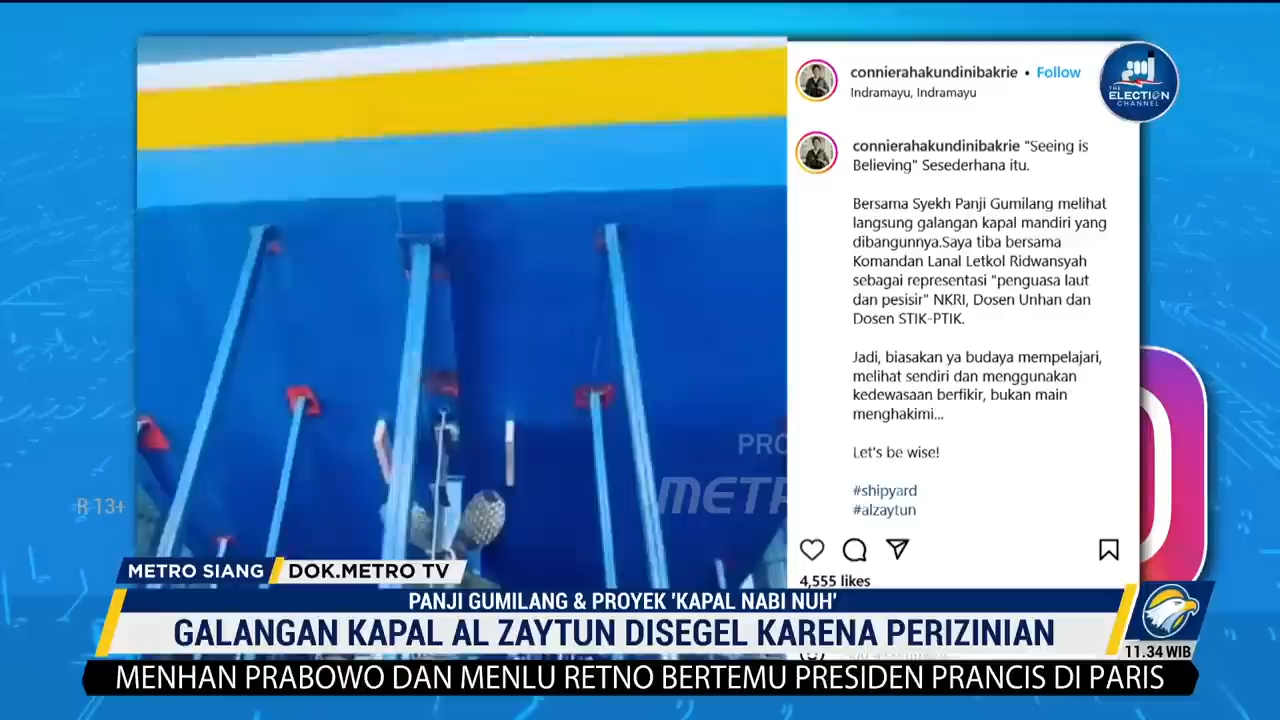 connierahakundinibakrie • Follow
Indramayu, Indramayu
THE
ELECTION
CHANNEL
connierahakundinibakrie "Seeing is
Believing" Sesederhana itu.
Bersama Syekh Panji Gumilang melihat
langsung galangan kapal mandiri yang
dibangunnya.Saya tiba bersama
Komandan Lanal Letkol Ridwansyah
sebagai representasi "penguasa laut
dan pesisir" NKRI, Dosen Unhan dan
Dosen STIK-PTIK.
Jadi, biasakan ya budaya mempelajari,
melihat sendiri dan menggunakan
kedewasaan berfikir, bukan main
menghakimi...
Let's be wise!
#shipyard
#alzaytun
4,555 likes
PRO
METR
R 13+
METRO SIANG DOK.METRO TV
PANJI GUMILANG & PROYEK 'KAPAL NABI NUH'
GALANGAN KAPAL AL ZAYTUN DISEGEL KARENA PERIZINIAN
11.34 WIB
MENHAN PRABOWO DAN MENLU RETNO BERTEMU PRESIDEN PRANCIS DI PARIS